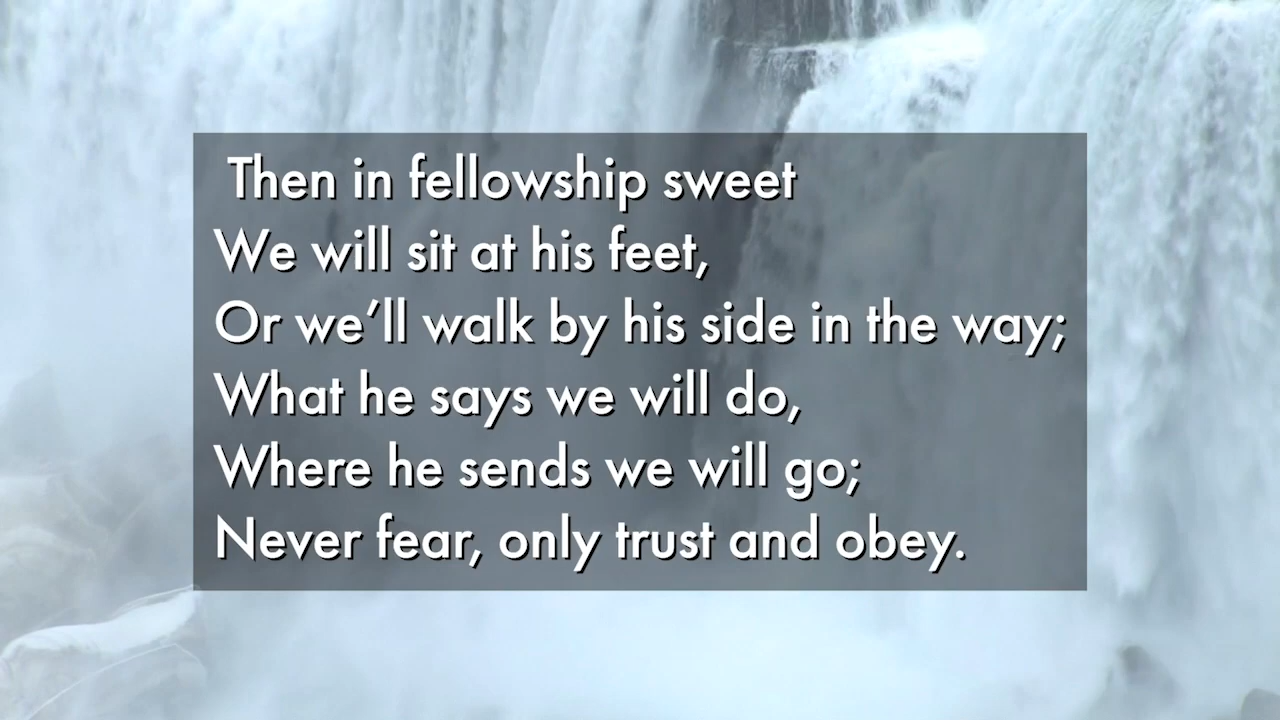 Then in fellowship sweet
We will sit at his feet,
Or we’ll walk by his side in the way;
What he says we will do,
Where he sends we will go;
Never fear, only trust and obey.